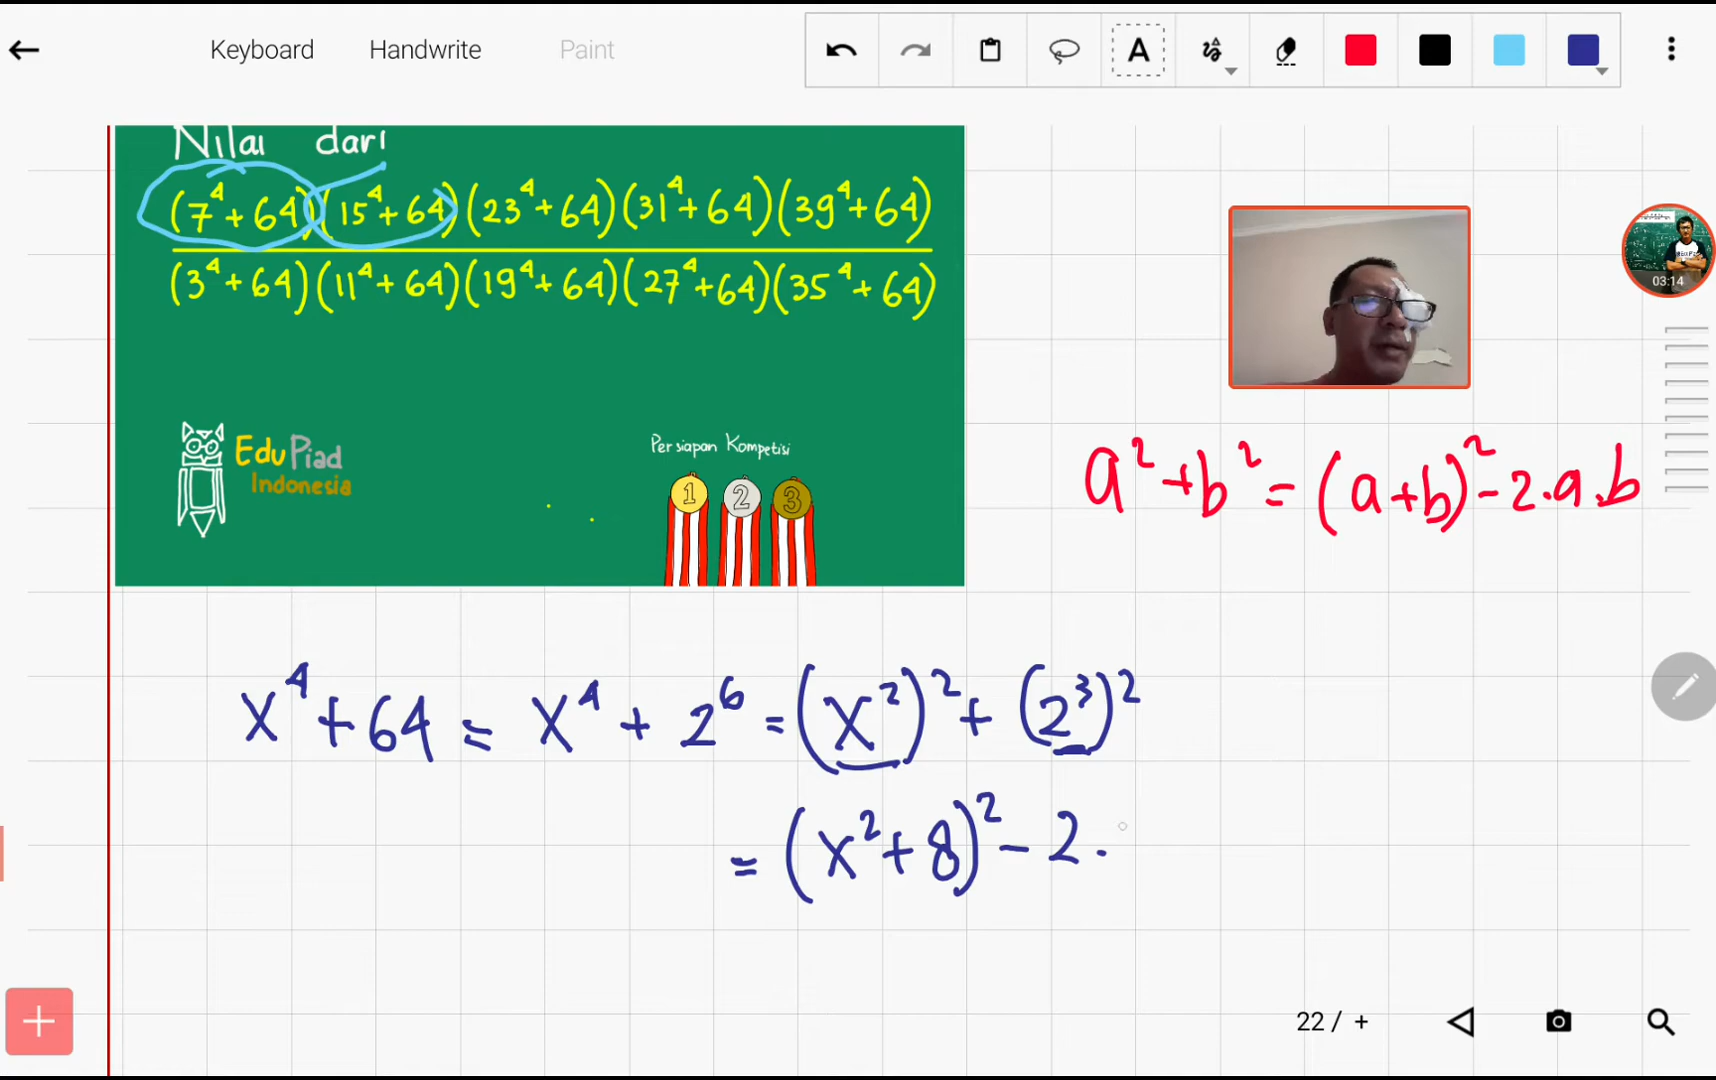 Keyboard Handwrite Paint
A
Nilai dari
(7⁴+64)(15⁴+64)(23⁴+64)(31⁴+64)(39⁴+64)
(3⁴+64)(11⁴+64)(19⁴+64)(27⁴+64)(35⁴+64)
03:14
EduPiad
Indonesia
Persiapan Kompetisi
1 2 3
a²+b² = (a+b)²-2.a.b
x⁴+64 = x⁴ + 2⁶ = (x²)² + (2³)²
= (x²+8)² - 2.
22 / +